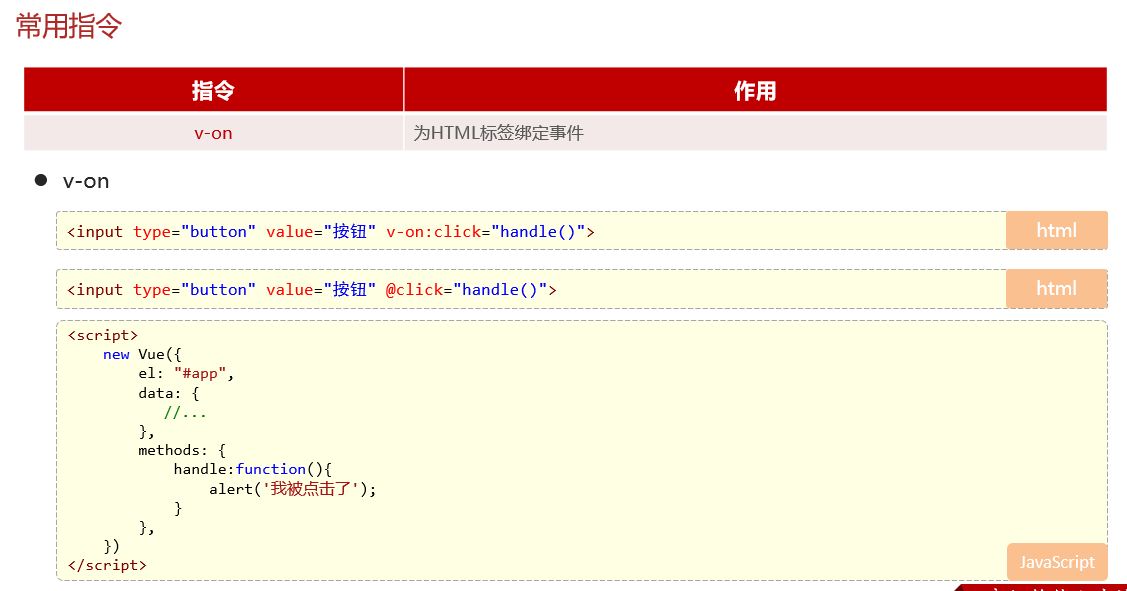 常用指令
指令 作用
v-on 为HTML标签绑定事件
v-on
<input type="button" value="按钮" v-on:click="handle()"> html
<input type="button" value="按钮" @click="handle()"> html
<script>
    new Vue({
        el: "#app",
        data: {
           //...
        },
        methods: {
            handle:function(){
                alert('我被点击了');
            }
        },
    })
</script>
JavaScript